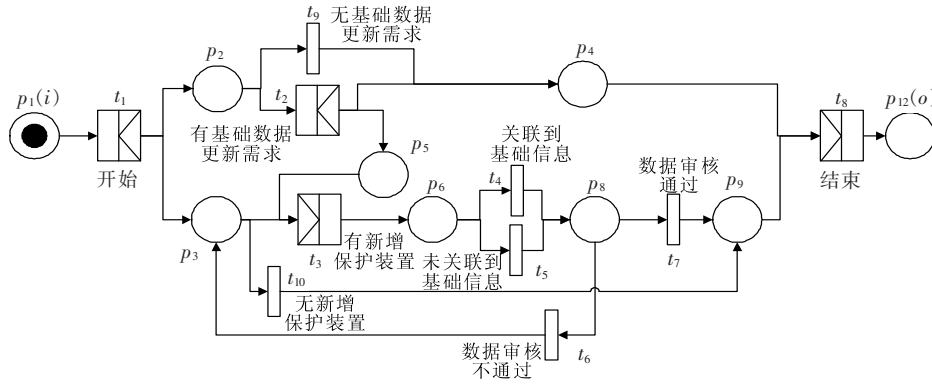 t9
无基础数据
更新需求
p2
p4
p1(i)
t1
t2
t8
p12(o)
开始
有基础数据
更新需求
p5
关联到
基础信息
结束
p6
t4
p8
数据审核
通过
p9
p3
t3
有新增
保护装置
未关联到
基础信息
t5
t7
t10
无新增
保护装置
数据审核
不通过
t6